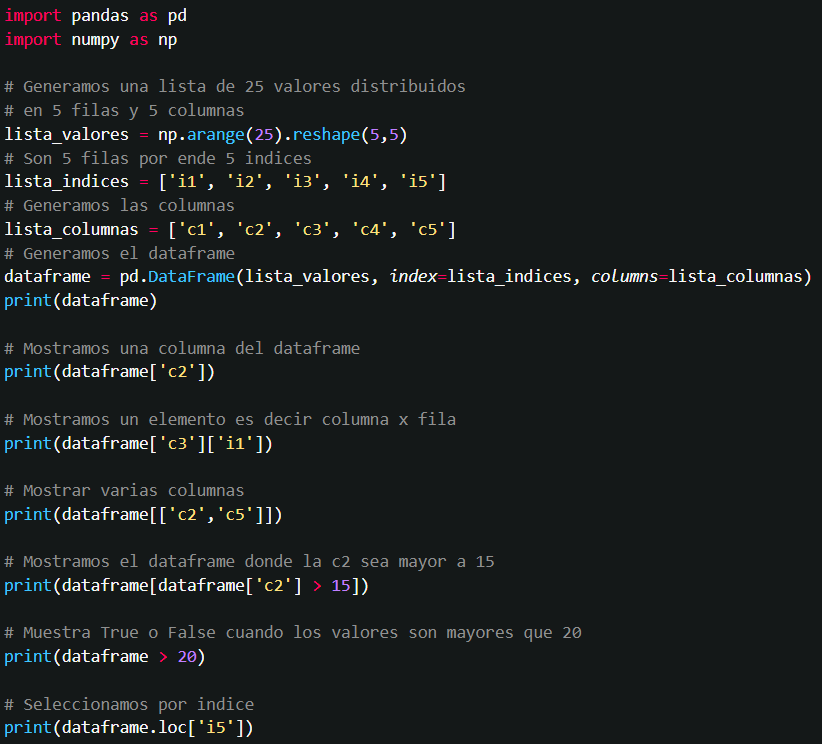 import pandas as pd
import numpy as np
# Generamos una lista de 25 valores distribuidos
# en 5 filas y 5 columnas
lista_valores = np.arange(25).reshape(5,5)
# Son 5 filas por ende 5 indices
lista_indices = ['i1', 'i2', 'i3', 'i4', 'i5']
# Generamos las columnas
lista_columnas = ['c1', 'c2', 'c3', 'c4', 'c5']
# Generamos el dataframe
dataframe = pd.DataFrame(lista_valores, index=lista_indices, columns=lista_columnas)
print(dataframe)
# Mostramos una columna del dataframe
print(dataframe['c2'])
# Mostramos un elemento es decir columna x fila
print(dataframe['c3']['i1'])
# Mostrar varias columnas
print(dataframe[['c2','c5']])
# Mostramos el dataframe donde la c2 sea mayor a 15
print(dataframe[dataframe['c2'] > 15])
# Muestra True o False cuando los valores son mayores que 20
print(dataframe > 20)
# Seleccionamos por indice
print(dataframe.loc['i5'])